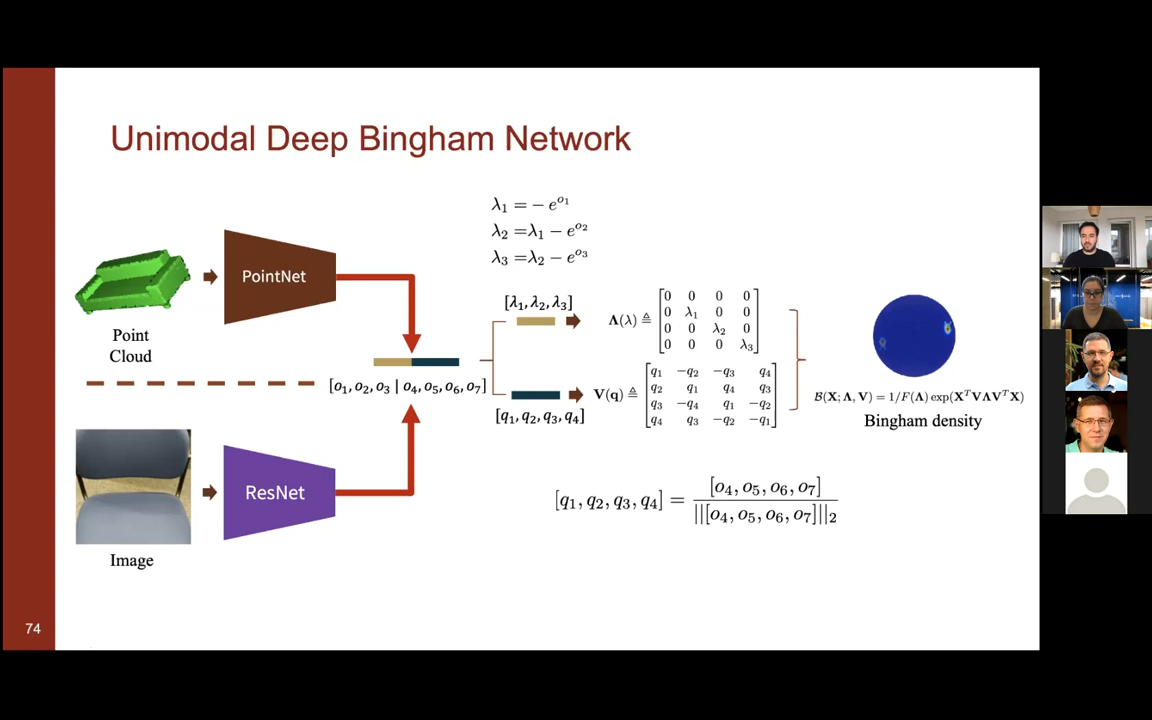 Unimodal Deep Bingham Network
λ₁ = − e^{o₁}
λ₂ =λ₁ − e^{o₂}
λ₃ =λ₂ − e^{o₃}
PointNet
Point
Cloud
[λ₁, λ₂, λ₃]
Λ(λ) ≜
0 0 0 0
0 λ₁ 0 0
0 0 λ₂ 0
0 0 0 λ₃
[o₁, o₂, o₃ | o₄, o₅, o₆, o₇]
V(q) ≜
q₁ −q₂ −q₃ q₄
q₂ q₁ q₄ q₃
q₃ −q₄ q₁ −q₂
q₄ q₃ −q₂ −q₁
[q₁, q₂, q₃, q₄]
𝓑(X; Λ, V) = 1/F(Λ) exp(XᵀVΛVᵀX)
Bingham density
ResNet
Image
[q₁, q₂, q₃, q₄] = [o₄, o₅, o₆, o₇]
||[o₄, o₅, o₆, o₇]||₂
74